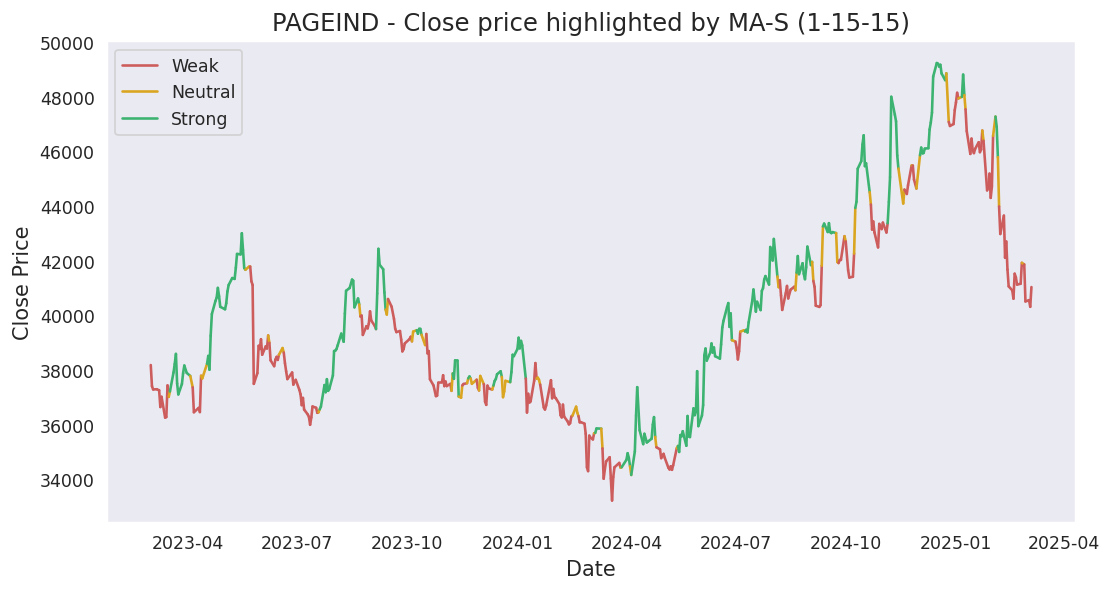 PAGEIND - Close price highlighted by MA-S (1-15-15)
Weak
Neutral
Strong
Close Price
50000
48000
46000
44000
42000
40000
38000
36000
34000
2023-04 2023-07 2023-10 2024-01 2024-04 2024-07 2024-10 2025-01 2025-04
Date